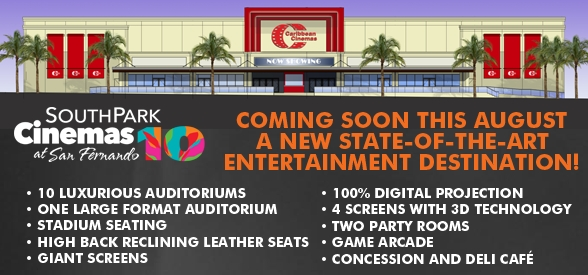 Caribbean
Cinemas
NOW SHOWING
SOUTHPARK
Cinemas 10
at San Fernando
COMING SOON THIS AUGUST
A NEW STATE-OF-THE-ART
ENTERTAINMENT DESTINATION!
• 10 LUXURIOUS AUDITORIUMS
• ONE LARGE FORMAT AUDITORIUM
• STADIUM SEATING
• HIGH BACK RECLINING LEATHER SEATS
• GIANT SCREENS
• 100% DIGITAL PROJECTION
• 4 SCREENS WITH 3D TECHNOLOGY
• TWO PARTY ROOMS
• GAME ARCADE
• CONCESSION AND DELI CAFÉ